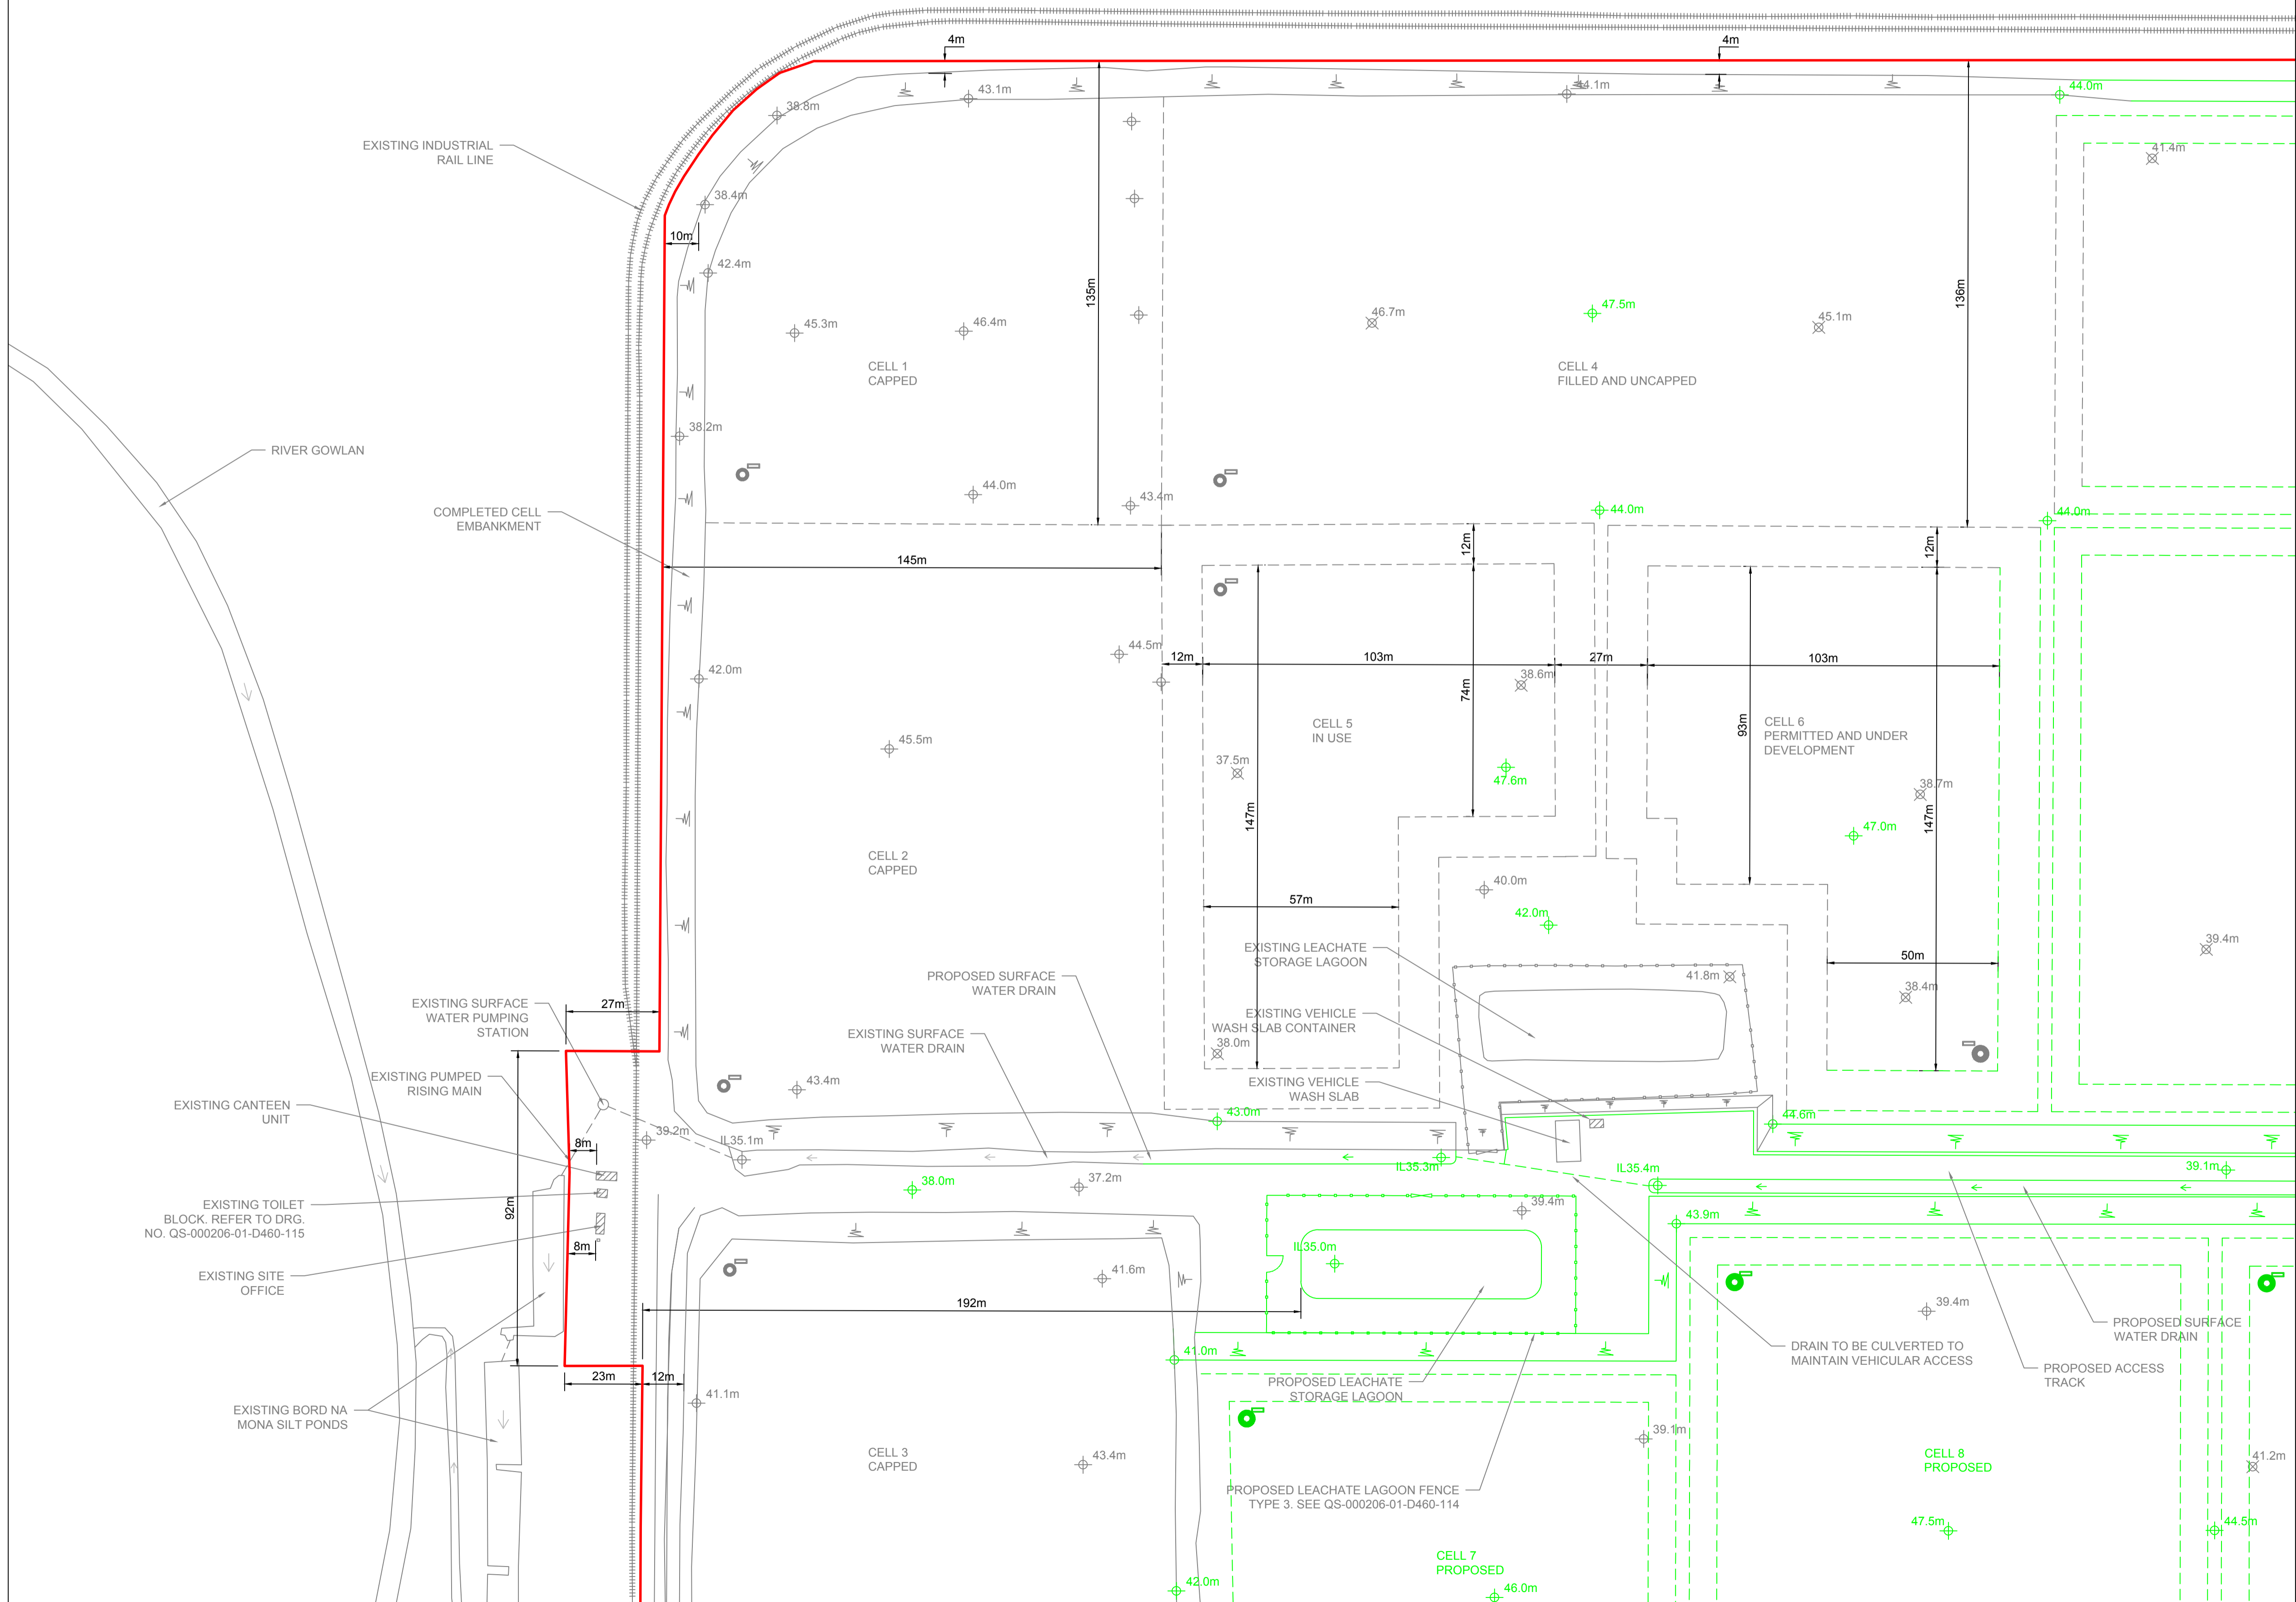 4m
4m
43.1m
44.1m
44.0m
38.8m
EXISTING INDUSTRIAL
RAIL LINE
41.4m
38.4m
10m
42.4m
135m
136m
47.5m
45.3m
46.4m
46.7m
45.1m
CELL 1
CAPPED
CELL 4
FILLED AND UNCAPPED
38.2m
RIVER GOWLAN
44.0m
43.4m
COMPLETED CELL
EMBANKMENT
44.0m
44.0m
12m
12m
145m
44.5m
12m
103m
27m
103m
42.0m
38.6m
74m
93m
CELL 5
IN USE
CELL 6
PERMITTED AND UNDER
DEVELOPMENT
45.5m
37.5m
47.6m
38.7m
147m
147m
47.0m
CELL 2
CAPPED
40.0m
57m
42.0m
39.4m
EXISTING LEACHATE
STORAGE LAGOON
50m
41.8m
PROPOSED SURFACE
WATER DRAIN
38.4m
27m
EXISTING SURFACE
WATER PUMPING
STATION
EXISTING VEHICLE
WASH SLAB CONTAINER
EXISTING SURFACE
WATER DRAIN
38.0m
EXISTING PUMPED
RISING MAIN
43.4m
EXISTING VEHICLE
WASH SLAB
EXISTING CANTEEN
UNIT
43.0m
44.6m
39.2m
IL35.1m
8m
IL35.3m
IL35.4m
39.1m
38.0m
37.2m
92m
EXISTING TOILET
BLOCK. REFER TO DRG.
NO. QS-000206-01-D460-115
39.4m
43.9m
8m
IL35.0m
EXISTING SITE
OFFICE
41.6m
192m
39.4m
PROPOSED SURFACE
WATER DRAIN
DRAIN TO BE CULVERTED TO
MAINTAIN VEHICULAR ACCESS
41.0m
PROPOSED ACCESS
TRACK
23m
12m
PROPOSED LEACHATE
STORAGE LAGOON
41.1m
EXISTING BORD NA
MONA SILT PONDS
39.1m
CELL 3
CAPPED
43.4m
CELL 8
PROPOSED
41.2m
PROPOSED LEACHATE LAGOON FENCE
TYPE 3. SEE QS-000206-01-D460-114
47.5m
44.5m
CELL 7
PROPOSED
42.0m
46.0m